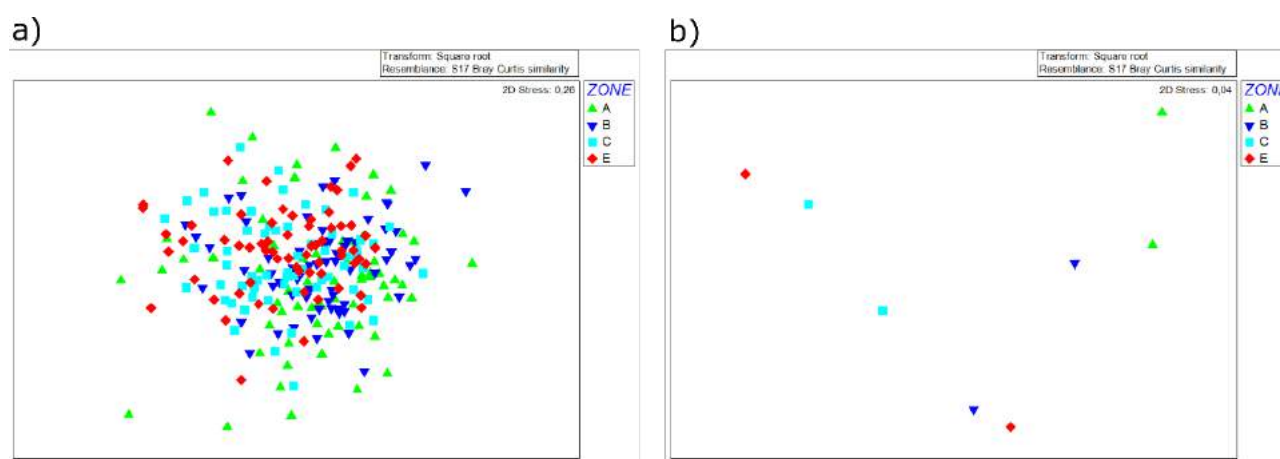 a)
Transform: Square root
Resemblance: S17 Bray Curtis similarity
2D Stress: 0,26
ZONE
A
B
C
E
b)
Transform: Square root
Resemblance: S17 Bray Curtis similarity
2D Stress: 0,04
ZONE
A
B
C
E